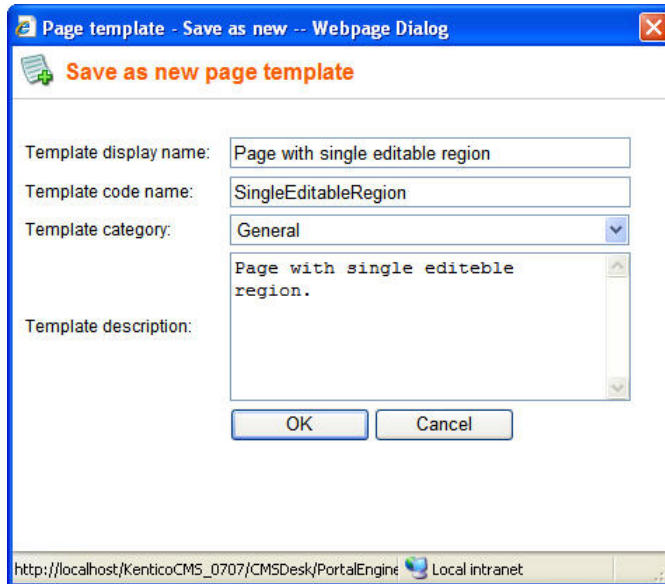 Page template - Save as new -- Webpage Dialog
Save as new page template
Template display name: Page with single editable region
Template code name: SingleEditableRegion
Template category: General
Page with single editeble
region.
Template description:
OK Cancel
http://localhost/KenticoCMS_0707/CMSDesk/PortalEngine Local intranet